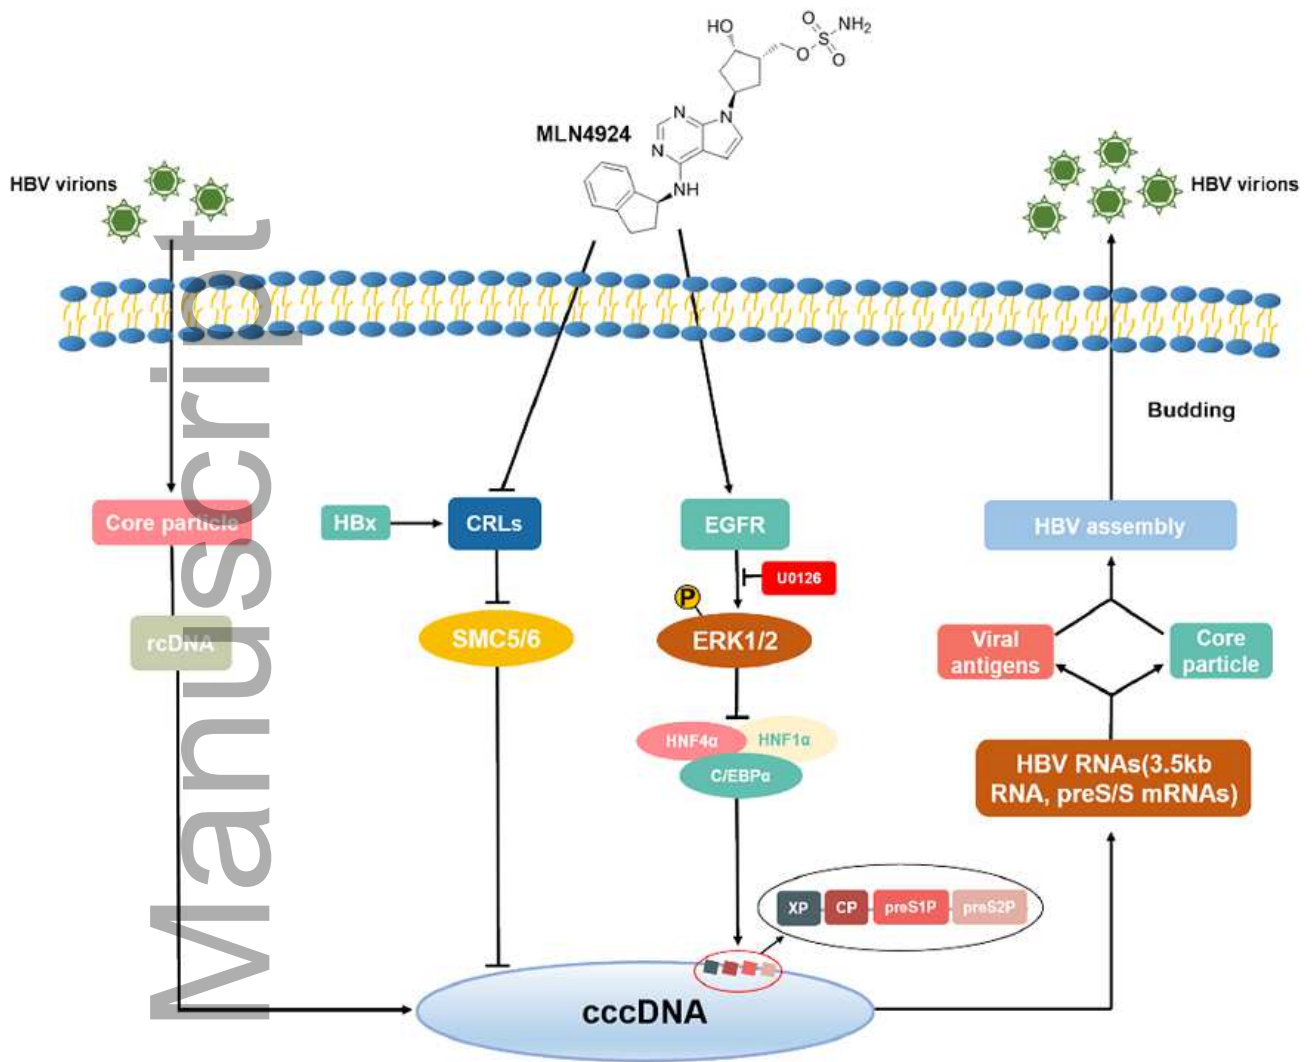 HO
O
S
NH₂
O
O
N
N
N
MLN4924
NH
HBV virions
HBV virions
Manuscript
Budding
Core particle
HBx
CRLs
EGFR
HBV assembly
U0126
P
rcDNA
SMC5/6
ERK1/2
Viral
antigens
Core
particle
HNF4α
HNF1α
C/EBPα
HBV RNAs(3.5kb
RNA, preS/S mRNAs)
XP
CP
preS1P
preS2P
cccDNA